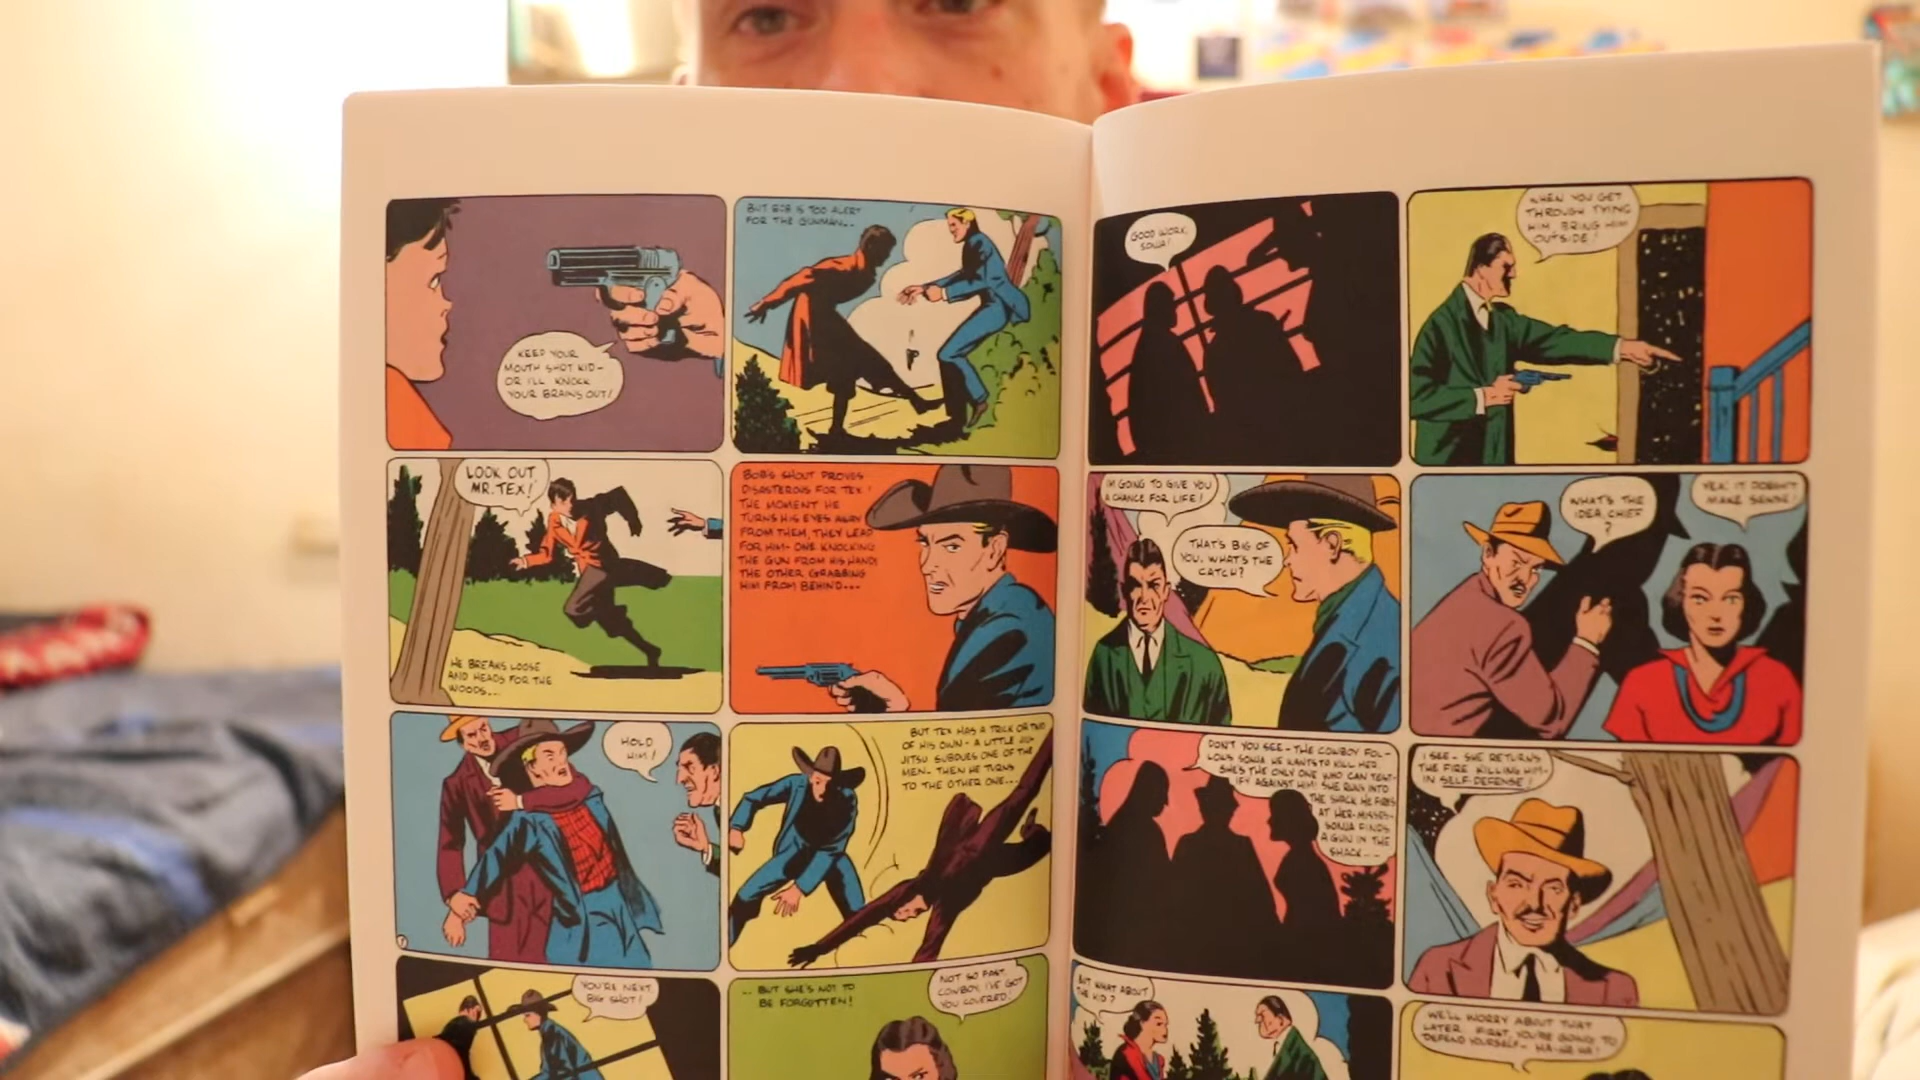 KEEP YOUR
MOUTH SHOT KID-
OR I'LL KNOCK
YOUR BRAINS OUT!
BUT BOB IS TOO ALERT
FOR THE GUNMAN...
LOOK OUT,
MR. TEX!
HE BREAKS LOOSE
AND HEADS FOR THE
WOODS...
BOB'S SHOUT PROVES
DISASTEROUS FOR TEX!
THE MOMENT HE
TURNS HIS EYES AWAY
FROM THEM, THEY LEAP
FOR HIM- ONE KNOCKING
THE GUN FROM HIS HAND!
THE OTHER GRABBING
HIM FROM BEHIND...
HOLD
HIM!
BUT TEX HAS A TRICK OR TWO
OF HIS OWN - A LITTLE JIU
JITSU SUBDUES ONE OF THE
MEN- THEN HE TURNS
TO THE OTHER ONE...
YOU'RE NEXT,
BIG SHOT!
... BUT SHE'S NOT TO
BE FORGOTTEN!
NOT SO FAST,
COWBOY, I'VE GOT
YOU COVERED!
GOOD WORK,
SONJA!
WHEN YOU GET
THROUGH TYING
HIM, BRING HIM
OUTSIDE!
I'M GOING TO GIVE YOU
A CHANCE FOR LIFE!
THAT'S BIG OF
YOU. WHAT'S THE
CATCH?
WHAT'S THE
IDEA, CHIEF
?
YEA! IT DOESN'T
MAKE SENSE!
DON'T YOU SEE - THE COWBOY FOL-
LOWS SONJA HE WANTS TO KILL HER
SHE'S THE ONLY ONE WHO CAN TEST-
IFY AGAINST HIM! SHE RUNS INTO
THE SHACK HE FIRES
AT HER- MISSES-
SONJA FINDS
A GUN IN THE
SHACK...
I SEE - SHE RETURNS
THE FIRE KILLING HIM-
IN SELF-DEFENSE!
BUT WHAT ABOUT
THE KID?
WE'LL WORRY ABOUT THAT
LATER. FIRST, YOU'RE GOING TO
DEFEND YOURSELF - HA-HA-HA!